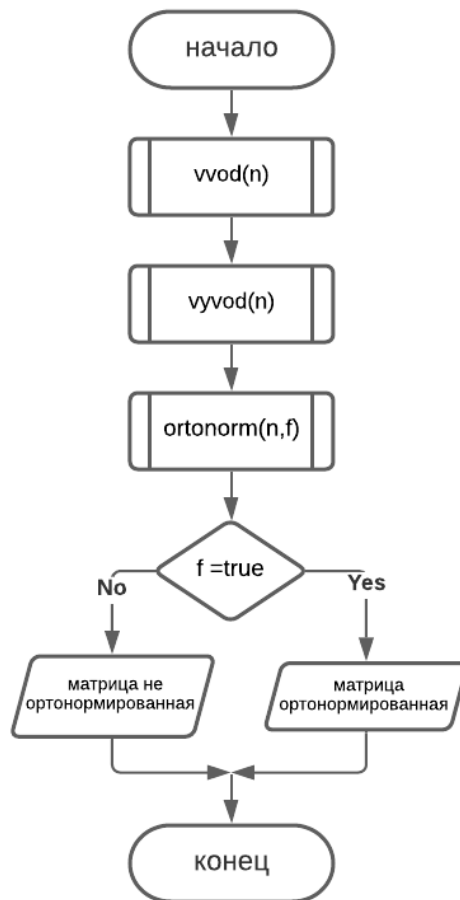 начало
vvod(n)
vyvod(n)
ortonorm(n,f)
f =true
No
Yes
матрица не
ортонормированная
матрица
ортонормированная
конец